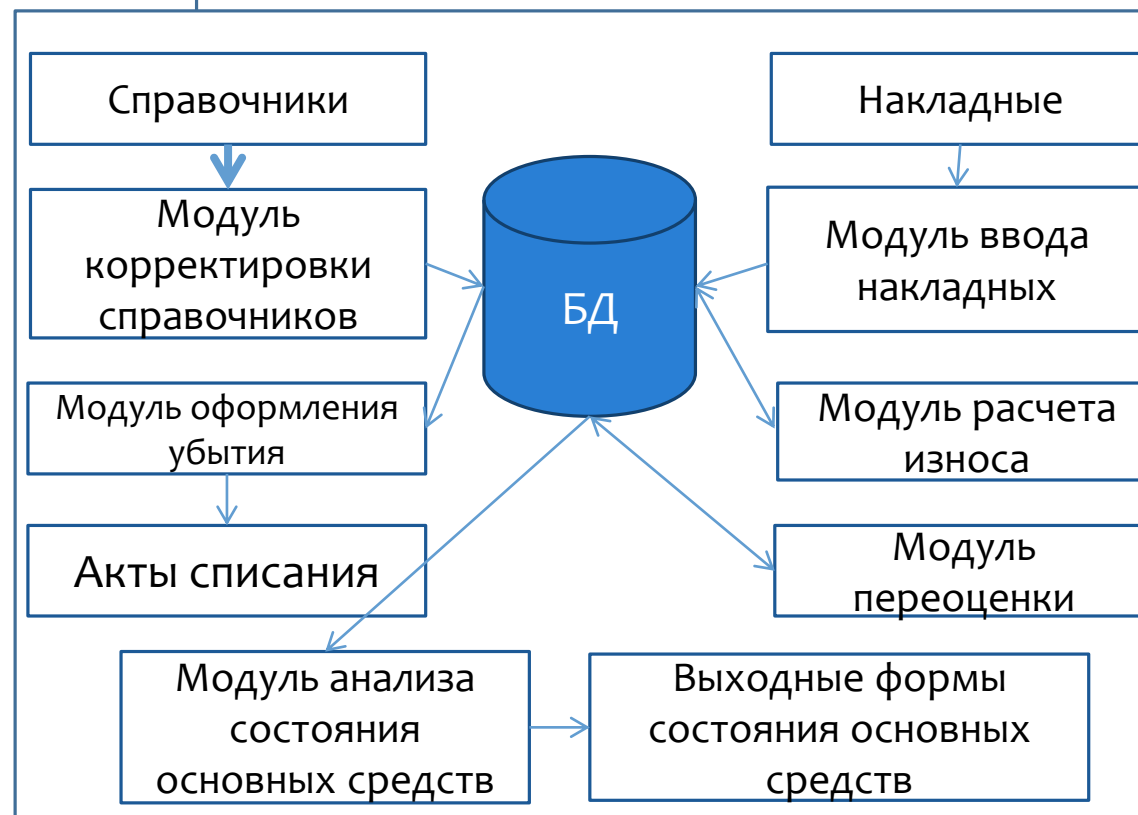 Справочники
Накладные
Модуль
корректировки
справочников
БД
Модуль ввода
накладных
Модуль оформления
убытия
Модуль расчета
износа
Акты списания
Модуль
переоценки
Модуль анализа
состояния
основных средств
Выходные формы
состояния основных
средств